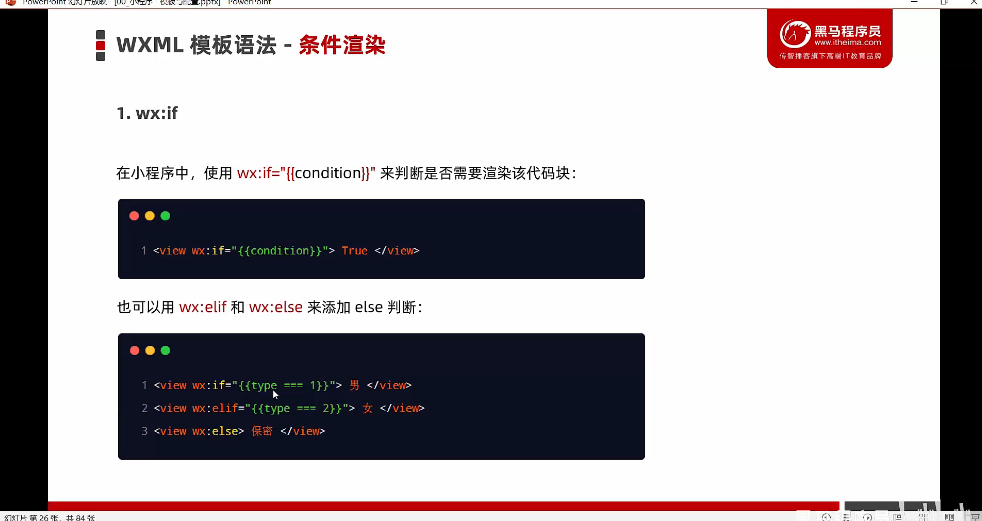 PowerPoint 幻灯片放映 - [00_小程序 - 模板与配置.pptx] - PowerPoint
WXML 模板语法 - 条件渲染
黑马程序员
www.itheima.com
传智播客旗下高端IT教育品牌
1. wx:if
在小程序中，使用 wx:if="{{condition}}" 来判断是否需要渲染该代码块：
1 <view wx:if="{{condition}}"> True </view>
也可以用 wx:elif 和 wx:else 来添加 else 判断：
1 <view wx:if="{{type === 1}}"> 男 </view>
2 <view wx:elif="{{type === 2}}"> 女 </view>
3 <view wx:else> 保密 </view>
幻灯片 第 26 张，共 84 张